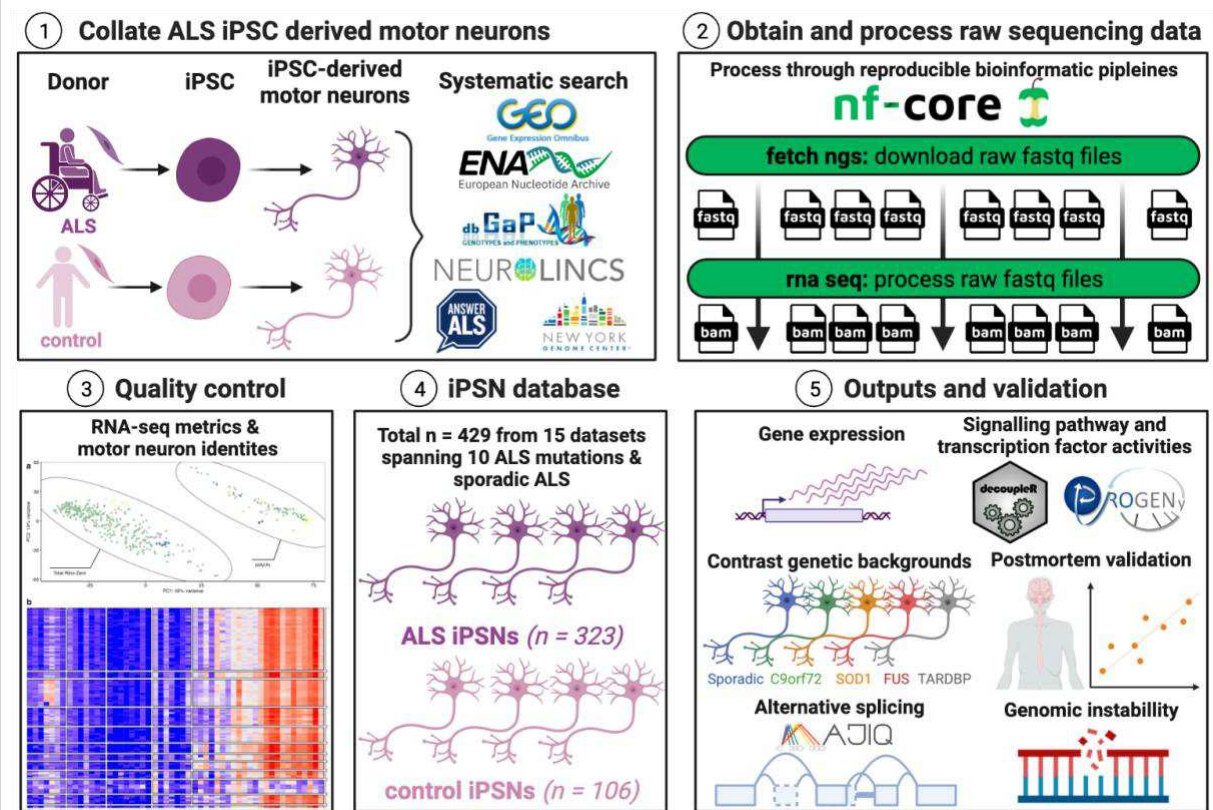 1 Collate ALS iPSC derived motor neurons
Donor
iPSC
iPSC-derived
motor neurons
ALS
control
Systematic search
GEO
Gene Expression Omnibus
ENA
European Nucleotide Archive
dbGaP
GENOTYPES and PHENOTYPES
NEUROLINCS
ANSWER
ALS
NEW YORK
GENOME CENTER
2 Obtain and process raw sequencing data
Process through reproducible bioinformatic pipleines
nf-core
fetch ngs: download raw fastq files
fastq fastq fastq fastq fastq fastq fastq fastq
rna seq: process raw fastq files
bam bam bam bam bam bam bam bam
3 Quality control
RNA-seq metrics &
motor neuron identites
a
b
4 iPSN database
Total n = 429 from 15 datasets
spanning 10 ALS mutations &
sporadic ALS
ALS iPSNs (n = 323)
control iPSNs (n = 106)
5 Outputs and validation
Gene expression
Signalling pathway and
transcription factor activities
decoupleR
PROGENy
Contrast genetic backgrounds
Sporadic C9orf72 SOD1 FUS TARDBP
Postmortem validation
Alternative splicing
MAJIQ
Genomic instabillity